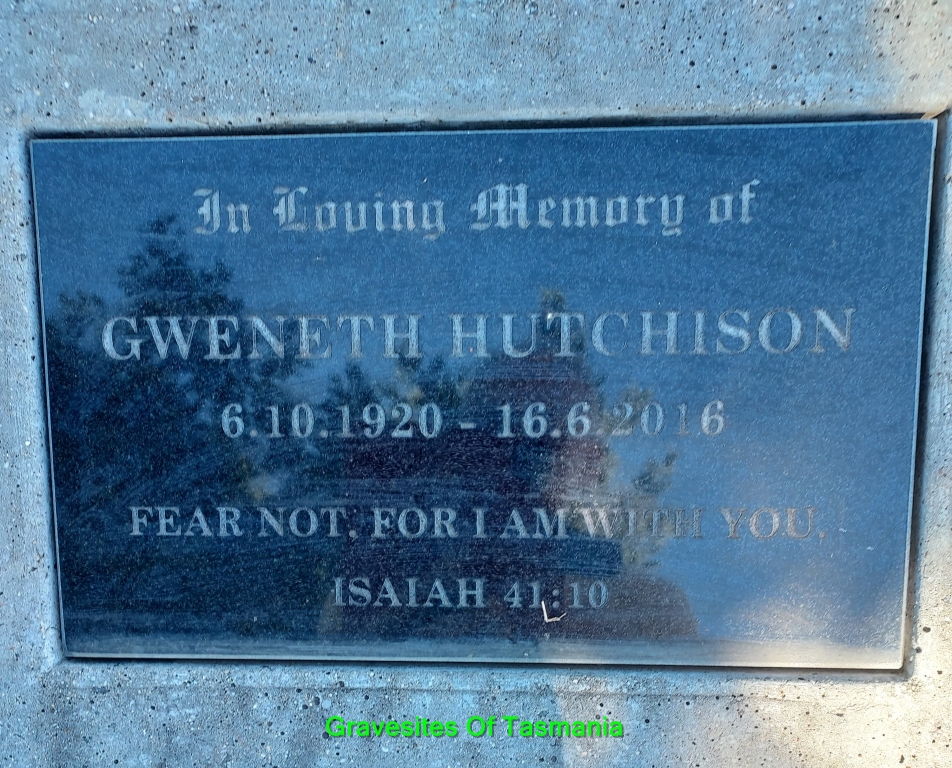 In Loving Memory of
GWENETH HUTCHISON
6.10.1920 - 16.6.2016
FEAR NOT, FOR I AM WITH YOU.
ISAIAH 41:10
Gravesites Of Tasmania